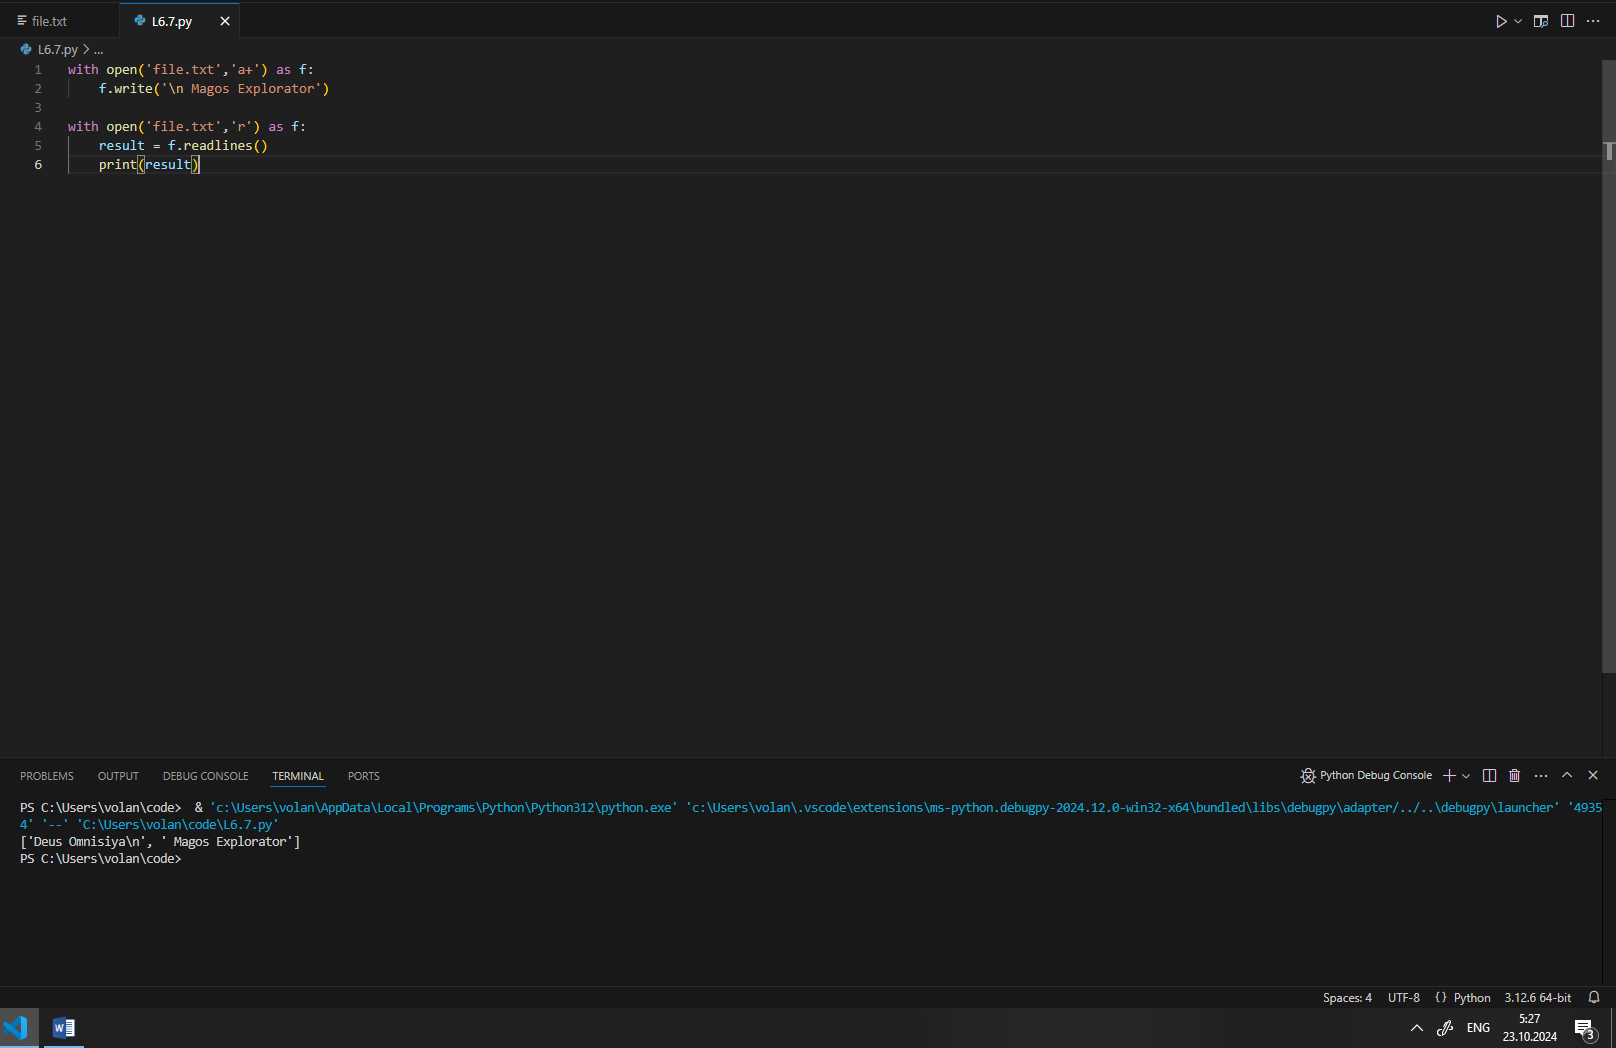 file.txt L6.7.py
L6.7.py > ...
1 with open('file.txt','a+') as f:
2     f.write('\n Magos Explorator')
3
4 with open('file.txt','r') as f:
5     result = f.readlines()
6     print(result)
PROBLEMS OUTPUT DEBUG CONSOLE TERMINAL PORTS Python Debug Console
PS C:\Users\volan\code>  & 'c:\Users\volan\AppData\Local\Programs\Python\Python312\python.exe' 'c:\Users\volan\.vscode\extensions\ms-python.debugpy-2024.12.0-win32-x64\bundled\libs\debugpy\adapter/../..\debugpy\launcher' '4935
4' '--' 'C:\Users\volan\code\L6.7.py'
['Deus Omnisiya\n', ' Magos Explorator']
PS C:\Users\volan\code>
Spaces: 4 UTF-8 {} Python 3.12.6 64-bit
W ENG 5:27
23.10.2024 3